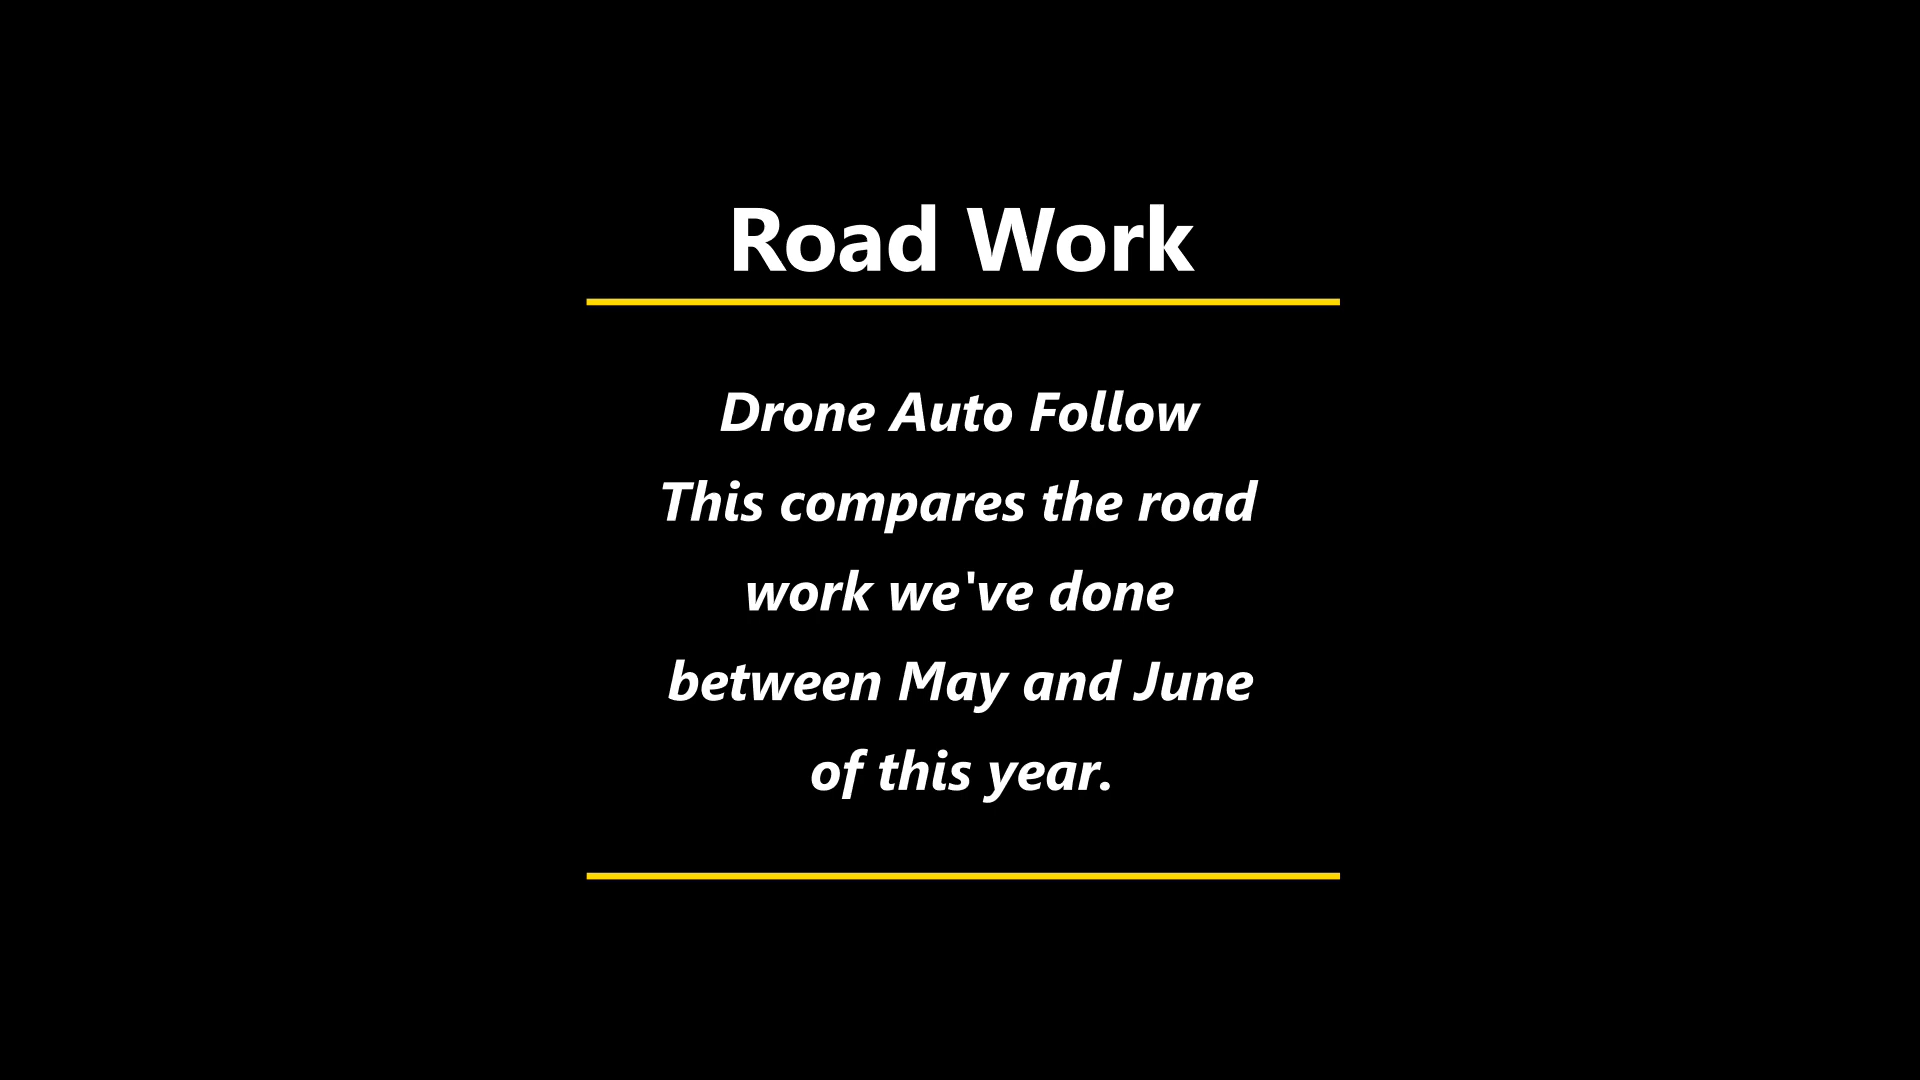 Road Work
Drone Auto Follow
This compares the road
work we've done
between May and June
of this year.